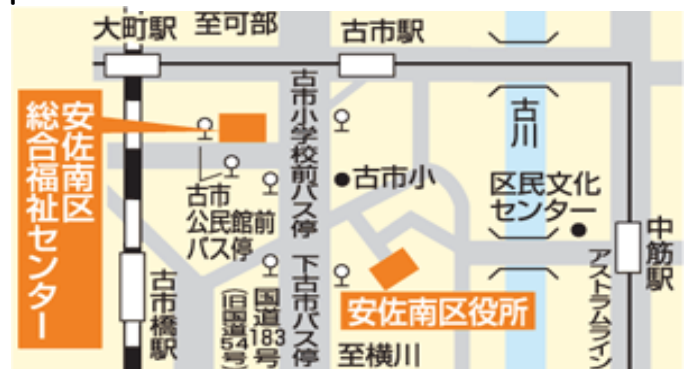 大町駅
至可部
古市駅
安佐南区
総合福祉センター
古市小学校前バス停
古川
古市小
古市
公民館前
バス停
区民文化
センター
中筋駅
アストラムライン
古市橋駅
国道183号
(旧国道54号)
下古市バス停
安佐南区役所
至横川